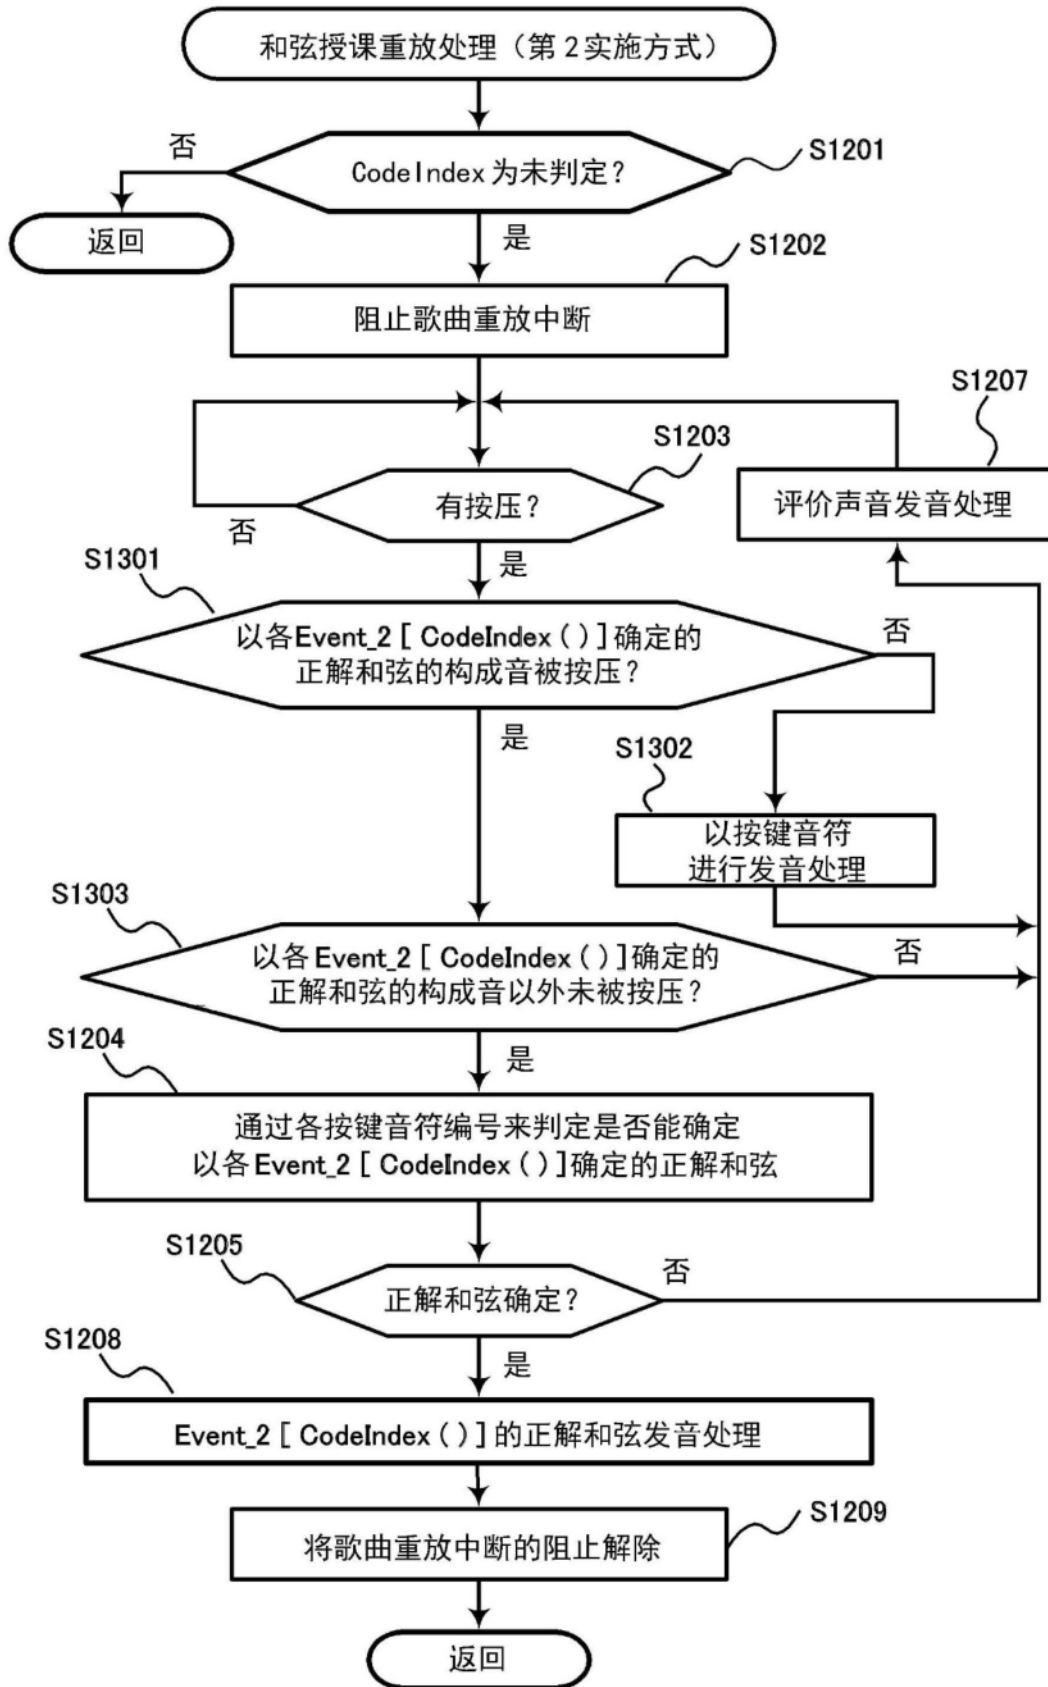 和弦授课重放处理（第2实施方式）
否
CodeIndex为未判定？
S1201
返回
是
S1202
阻止歌曲重放中断
S1207
S1203
有按压？
评价声音发音处理
否
是
S1301
以各Event_2 [ CodeIndex ( ) ]确定的
正解和弦的构成音被按压？
否
是
S1302
以按键音符
进行发音处理
S1303
以各Event_2 [ CodeIndex ( ) ]确定的
正解和弦的构成音以外未被按压？
否
S1204
是
通过各按键音符编号来判定是否能确定
以各Event_2 [ CodeIndex ( ) ]确定的正解和弦
S1205
正解和弦确定？
否
S1208
是
Event_2 [ CodeIndex ( ) ]的正解和弦发音处理
S1209
将歌曲重放中断的阻止解除
返回